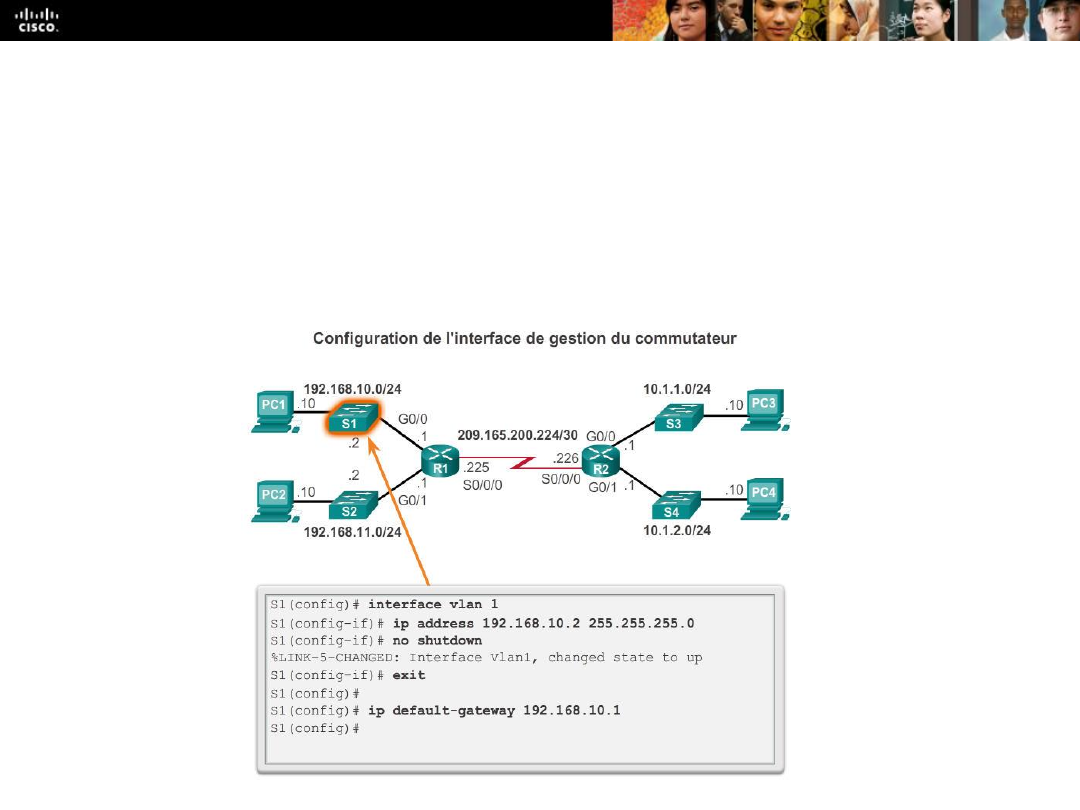 CISCO.
Configuration de l'interface de gestion du commutateur
192.168.10.0/24
10.1.1.0/24
PC1
.10
S1
G0/0
.2
.1
209.165.200.224/30
G0/0
S3
.10
PC3
.1
R1
.225
S0/0/0
.226
S0/0/0
R2
PC2
.10
.2
S2
.1
G0/1
G0/1
.1
S4
.10
PC4
192.168.11.0/24
10.1.2.0/24
S1(config)# interface vlan 1
S1(config-if)# ip address 192.168.10.2 255.255.255.0
S1(config-if)# no shutdown
%LINK-5-CHANGED: Interface Vlan1, changed state to up
S1(config-if)# exit
S1(config)#
S1(config)# ip default-gateway 192.168.10.1
S1(config)#